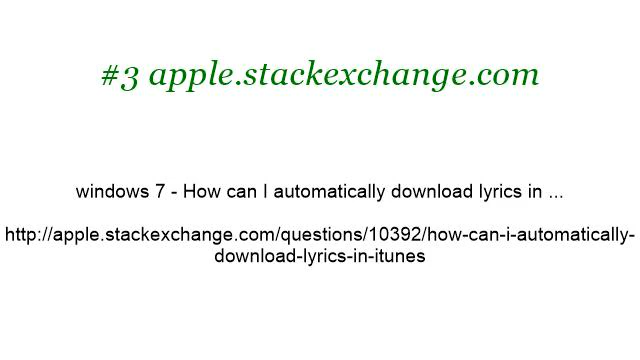 #3 apple.stackexchange.com
windows 7 - How can I automatically download lyrics in ...
http://apple.stackexchange.com/questions/10392/how-can-i-automatically-
download-lyrics-in-itunes